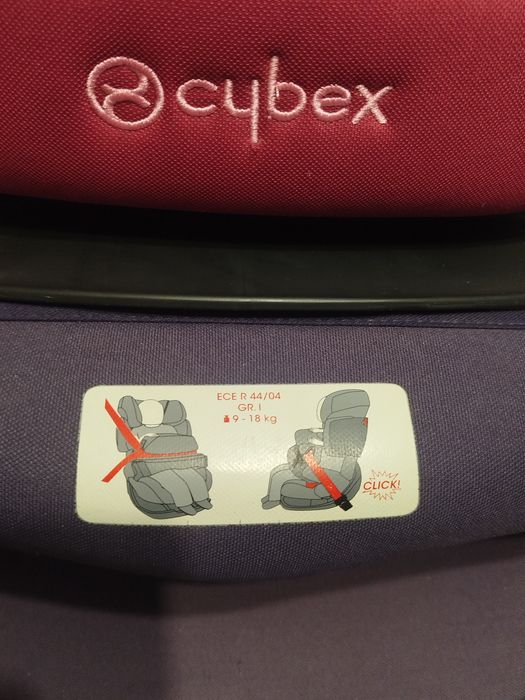 cybex
ECE R 44/04
GR. I
9 - 18 kg
CLICK!